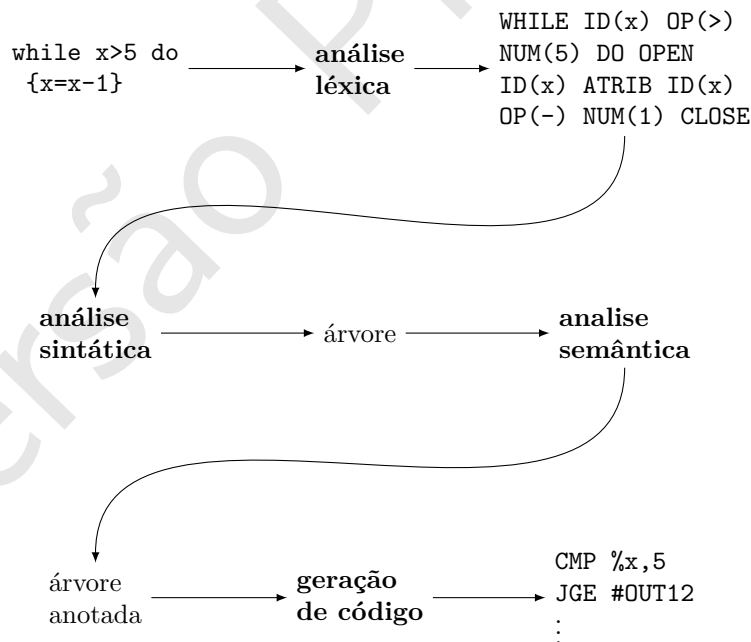 while x>5 do
{x=x-1}
análise
léxica
WHILE ID(x) OP(>)
NUM(5) DO OPEN
ID(x) ATRIB ID(x)
OP(-) NUM(1) CLOSE
análise
sintática
árvore
analise
semântica
árvore
anotada
geração
de código
CMP %x,5
JGE #OUT12
⋮